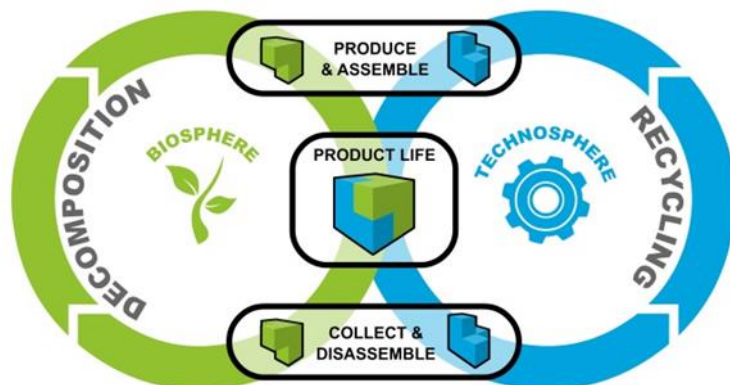 PRODUCE
& ASSEMBLE
DECOMPOSITION
BIOSPHERE
PRODUCT LIFE
TECHNOSPHERE
RECYCLING
COLLECT &
DISASSEMBLE